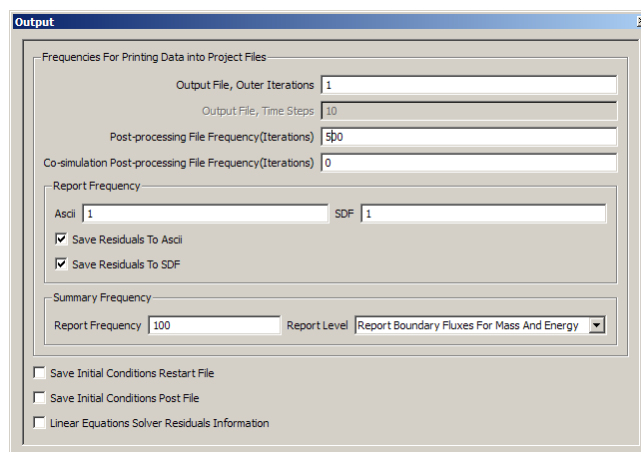 Output
Frequencies For Printing Data into Project Files
Output File, Outer Iterations 1
Output File, Time Steps 10
Post-processing File Frequency(Iterations) 500
Co-simulation Post-processing File Frequency(Iterations) 0
Report Frequency
Ascii 1 SDF 1
Save Residuals To Ascii
Save Residuals To SDF
Summary Frequency
Report Frequency 100 Report Level Report Boundary Fluxes For Mass And Energy
Save Initial Conditions Restart File
Save Initial Conditions Post File
Linear Equations Solver Residuals Information